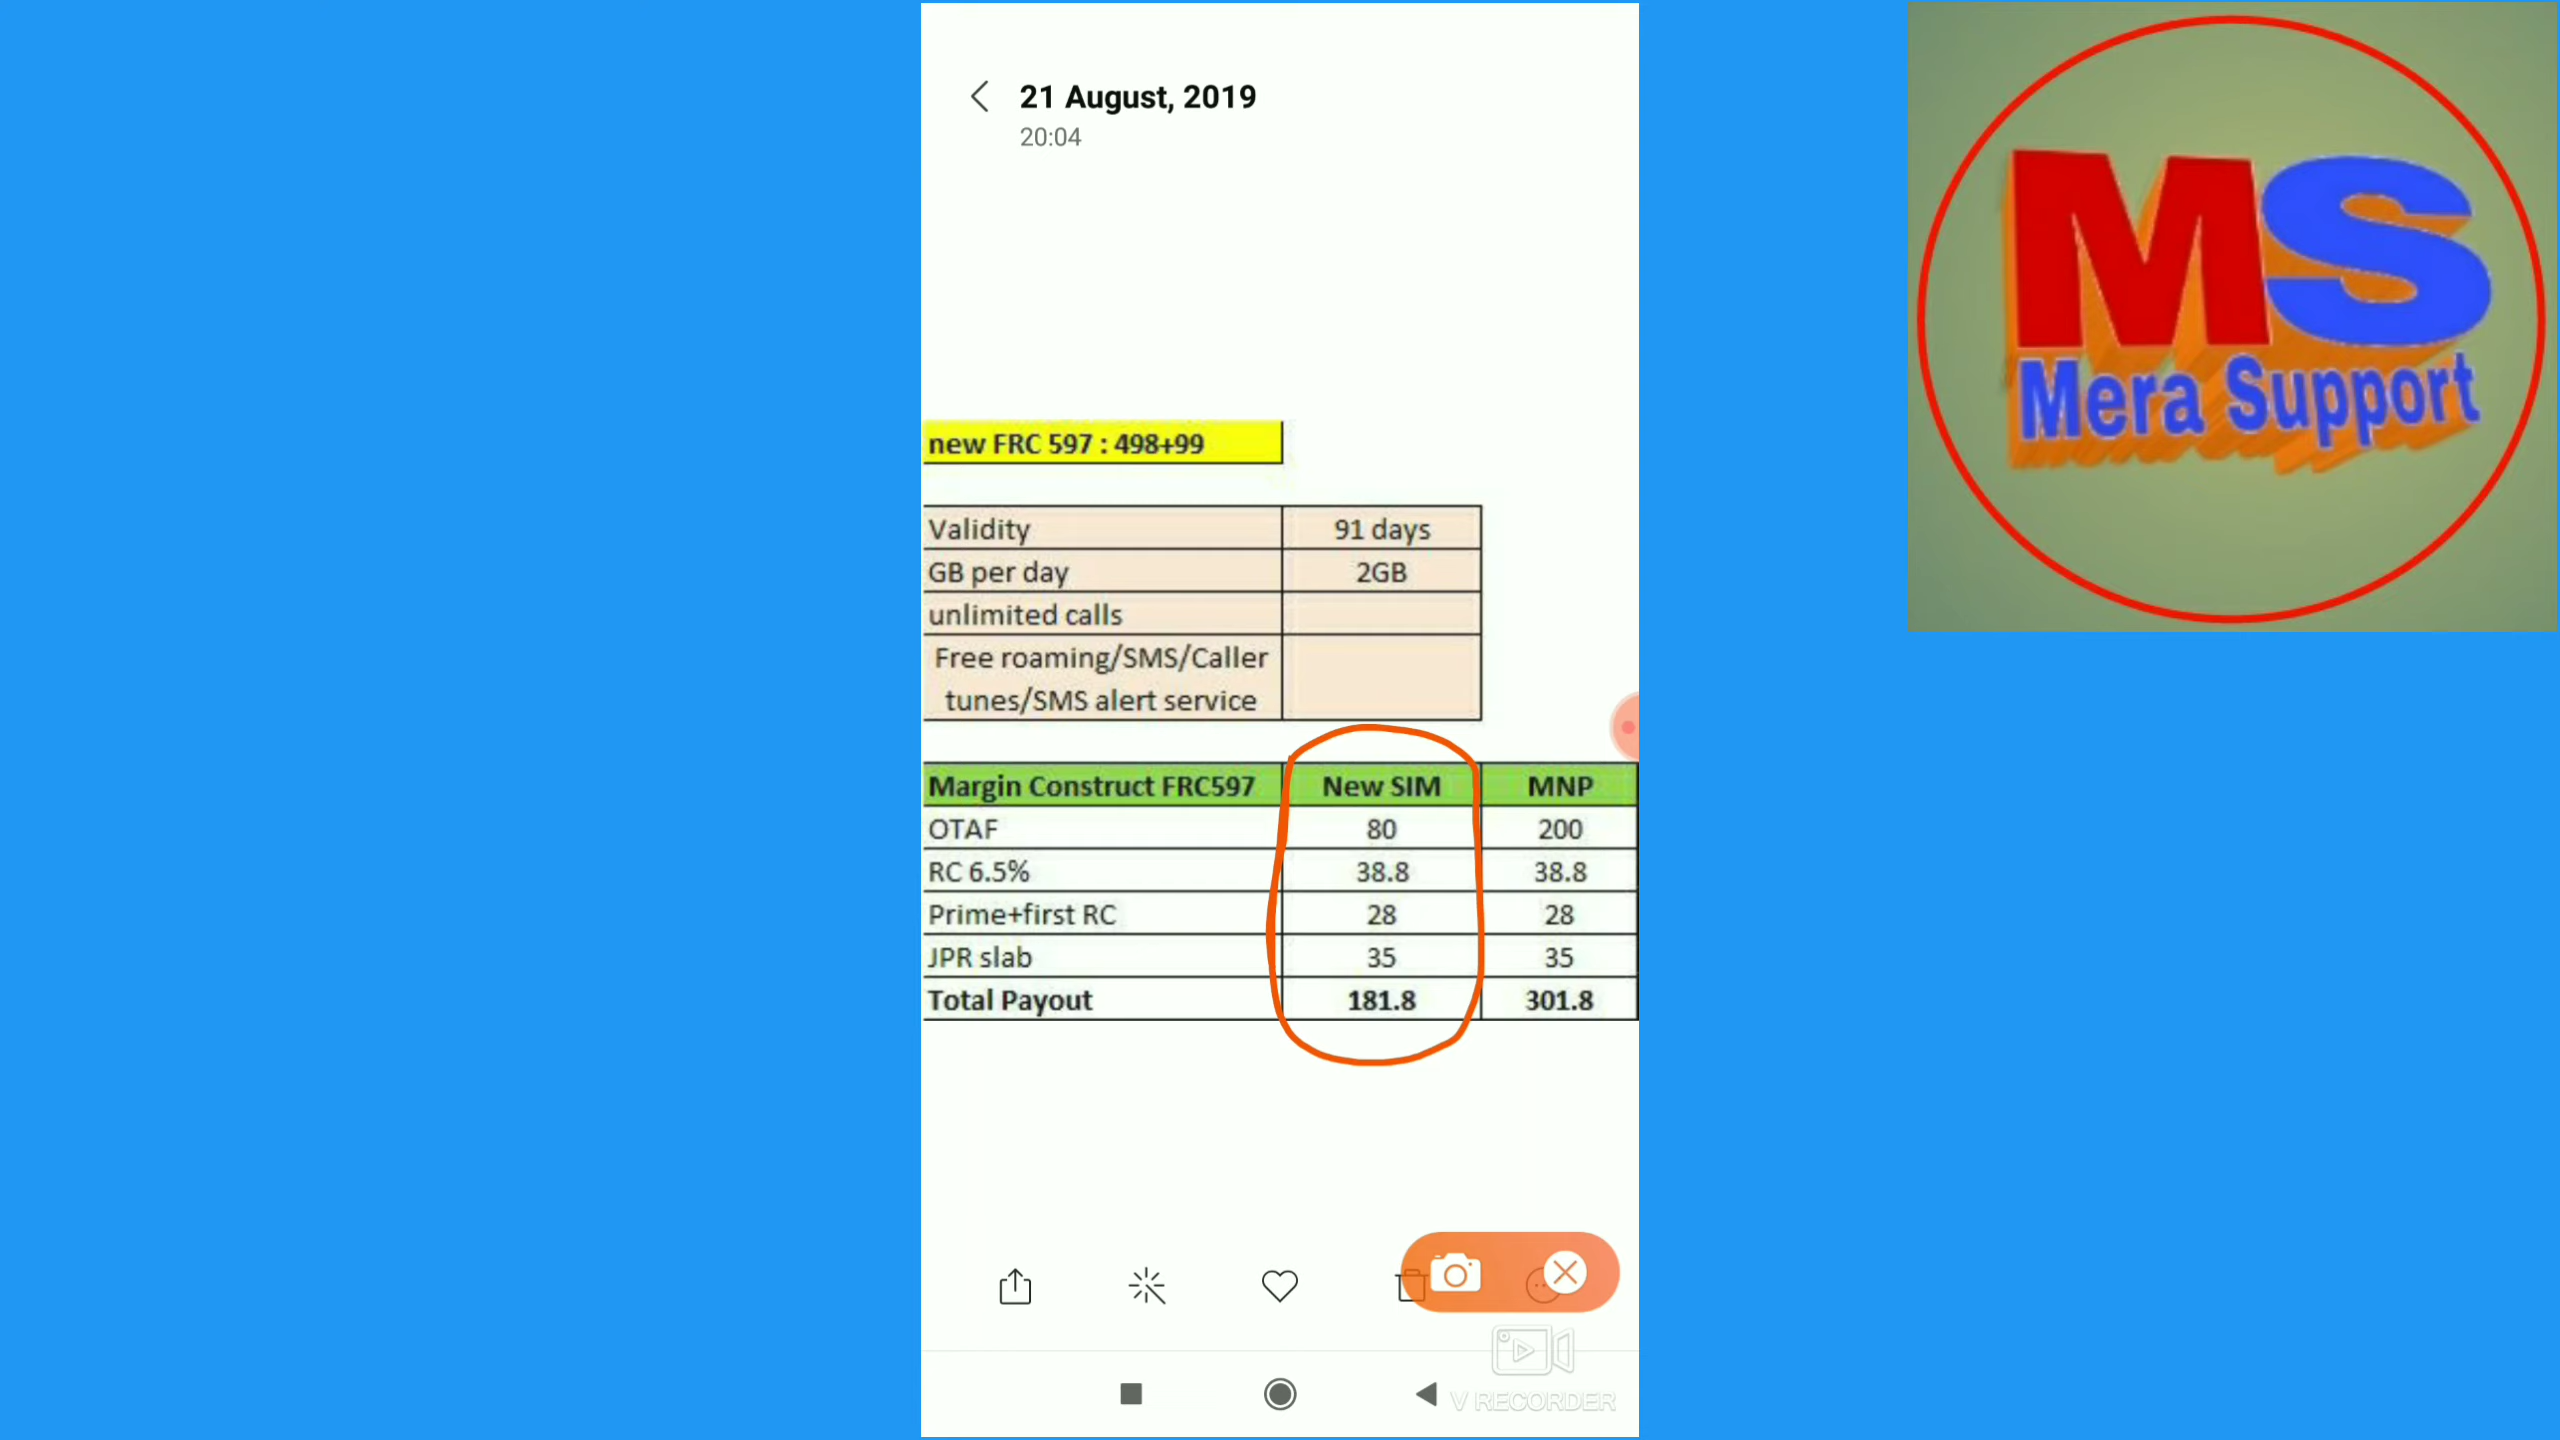 21 August, 2019
20:04
MS
Mera Support
new FRC 597 : 498+99
Validity 91 days
GB per day 2GB
unlimited calls
Free roaming/SMS/Caller
tunes/SMS alert service
Margin Construct FRC597 New SIM MNP
OTAF 80 200
RC 6.5% 38.8 38.8
Prime+first RC 28 28
JPR slab 35 35
Total Payout 181.8 301.8
V RECORDER